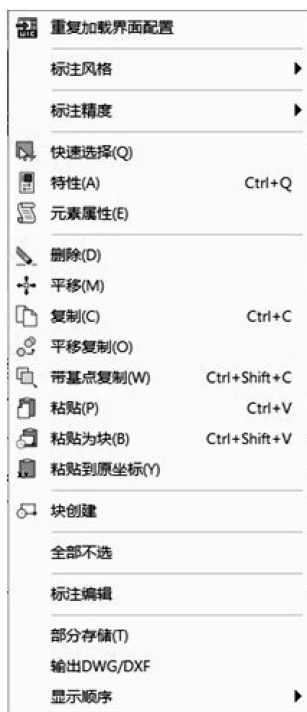 重复加载界面配置
标注风格
标注精度
快速选择(Q)
特性(A) Ctrl+Q
元素属性(E)
删除(D)
平移(M)
复制(C) Ctrl+C
平移复制(O)
带基点复制(W) Ctrl+Shift+C
粘贴(P) Ctrl+V
粘贴为块(B) Ctrl+Shift+V
粘贴到原坐标(Y)
块创建
全部不选
标注编辑
部分存储(T)
输出DWG/DXF
显示顺序